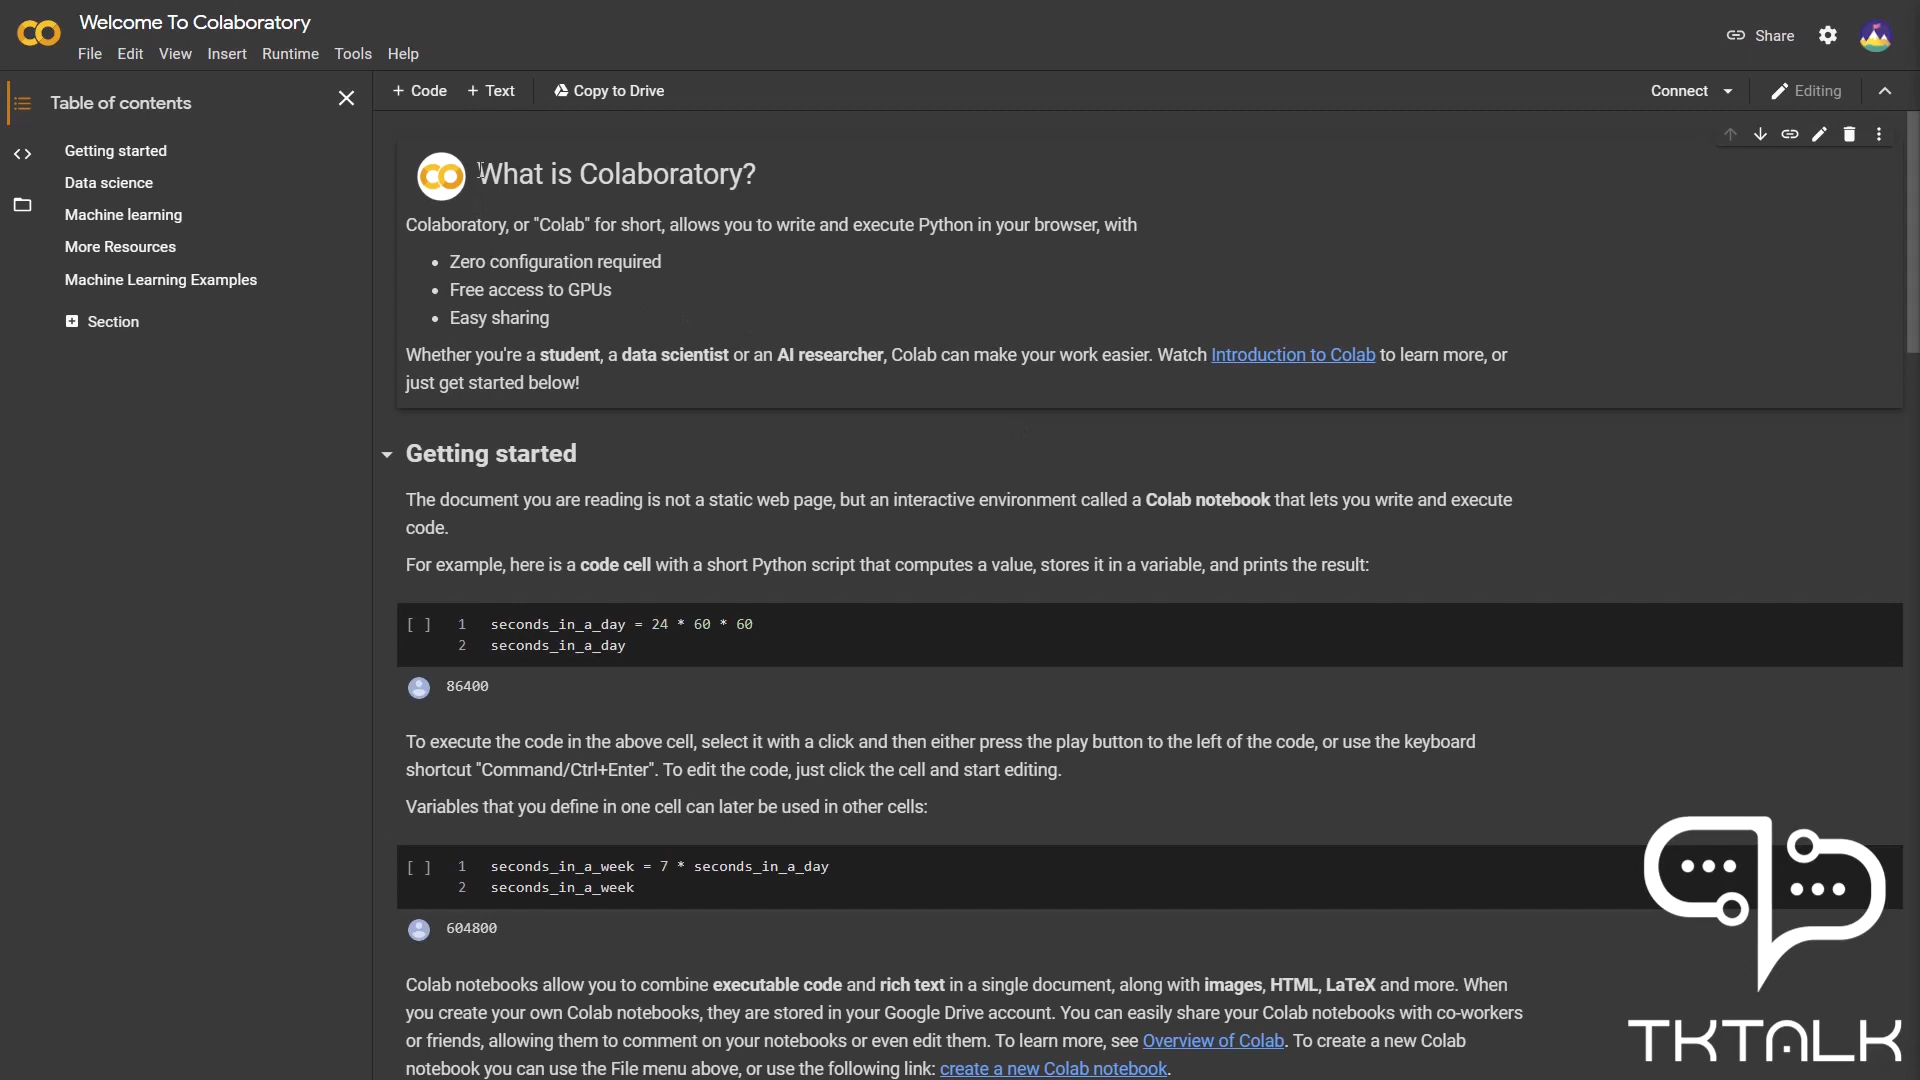 Welcome To Colaboratory
File Edit View Insert Runtime Tools Help
Share
Table of contents
Getting started
Data science
Machine learning
More Resources
Machine Learning Examples
Section
+ Code + Text Copy to Drive
Connect Editing
What is Colaboratory?
Colaboratory, or "Colab" for short, allows you to write and execute Python in your browser, with
• Zero configuration required
• Free access to GPUs
• Easy sharing
Whether you're a student, a data scientist or an AI researcher, Colab can make your work easier. Watch Introduction to Colab to learn more, or
just get started below!
Getting started
The document you are reading is not a static web page, but an interactive environment called a Colab notebook that lets you write and execute
code.
For example, here is a code cell with a short Python script that computes a value, stores it in a variable, and prints the result:
[ ] 1 seconds_in_a_day = 24 * 60 * 60
2 seconds_in_a_day
86400
To execute the code in the above cell, select it with a click and then either press the play button to the left of the code, or use the keyboard
shortcut "Command/Ctrl+Enter". To edit the code, just click the cell and start editing.
Variables that you define in one cell can later be used in other cells:
[ ] 1 seconds_in_a_week = 7 * seconds_in_a_day
2 seconds_in_a_week
604800
Colab notebooks allow you to combine executable code and rich text in a single document, along with images, HTML, LaTeX and more. When
you create your own Colab notebooks, they are stored in your Google Drive account. You can easily share your Colab notebooks with co-workers
or friends, allowing them to comment on your notebooks or even edit them. To learn more, see Overview of Colab. To create a new Colab
notebook you can use the File menu above, or use the following link: create a new Colab notebook.
TKTALK